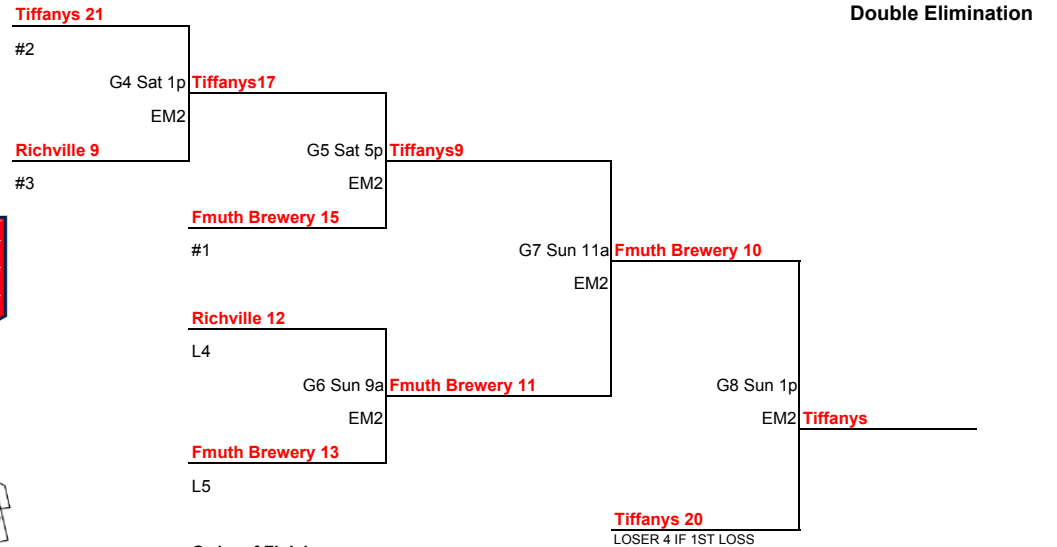 Tiffanys 21
Double Elimination
#2
G4 Sat 1p
Tiffanys17
EM2
Richville 9
G5 Sat 5p
Tiffanys9
#3
EM2
Fmuth Brewery 15
#1
G7 Sun 11a
Fmuth Brewery 10
EM2
Richville 12
L4
G6 Sun 9a
Fmuth Brewery 11
G8 Sun 1p
EM2
EM2
Tiffanys
Fmuth Brewery 13
L5
Tiffanys 20
LOSER 4 IF 1ST LOSS